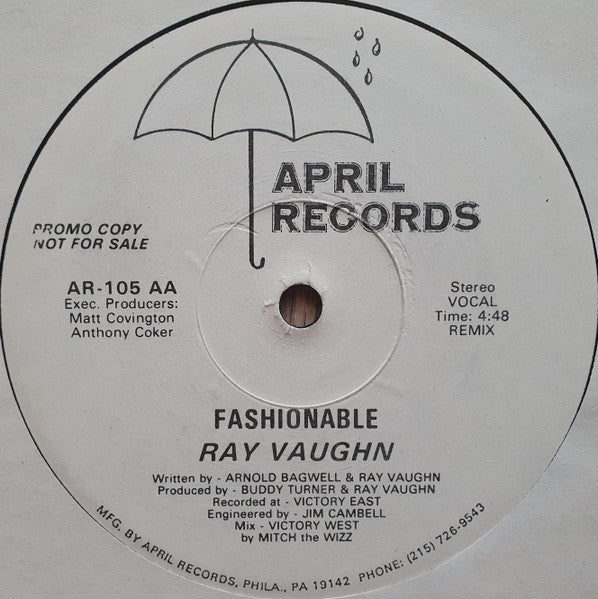 APRIL
RECORDS
PROMO COPY
NOT FOR SALE
AR-105 AA
Exec. Producers:
Matt Covington
Anthony Coker
Stereo
VOCAL
Time: 4:48
REMIX
FASHIONABLE
RAY VAUGHN
Written by - ARNOLD BAGWELL & RAY VAUGHN
Produced by - BUDDY TURNER & RAY VAUGHN
Recorded at - VICTORY EAST
Engineered by - JIM CAMBELL
Mix - VICTORY WEST
by MITCH the WIZZ
MFG. BY APRIL RECORDS, PHILA., PA 19142 PHONE: (215) 726-9543